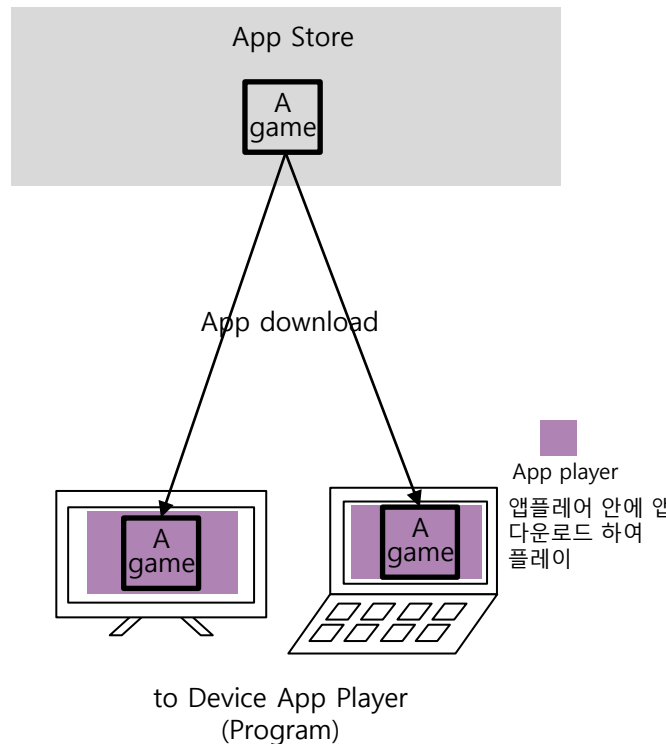 App Store
A
game
App download
App player
앱플레어 안에 앱
다운로드 하여
플레이
A
game
A
game
to Device App Player
(Program)